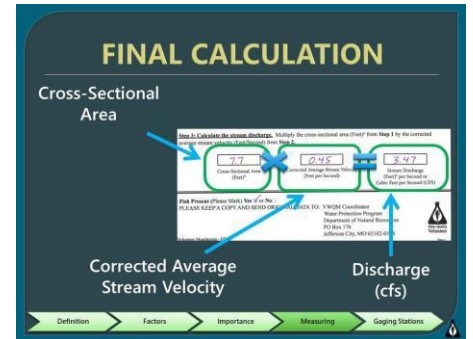 FINAL CALCULATION
Cross-Sectional
Area
Step 3: Calculate the stream discharge. Multiply the cross-sectional area (Feet)² from Step 1 by the corrected
average stream velocity (Feet/Second) from Step 2.
7.7 0.45 3.47
Cross-Sectional Area Corrected Average Stream Stream Discharge
(Feet)² (Feet per Second) (Feet)³ per Second or
Cubic Feet per Second (CFS)
Fish Present (Please Mark) Yes or No
PLEASE KEEP A COPY AND SEND DATA TO: VWQM Coordinator
Water Protection Program
Department of Natural
PO Box 176
Jefferson City, MO
Corrected Average
Stream Velocity
Discharge
(cfs)
Definition Factors Importance Measuring Gaging Stations